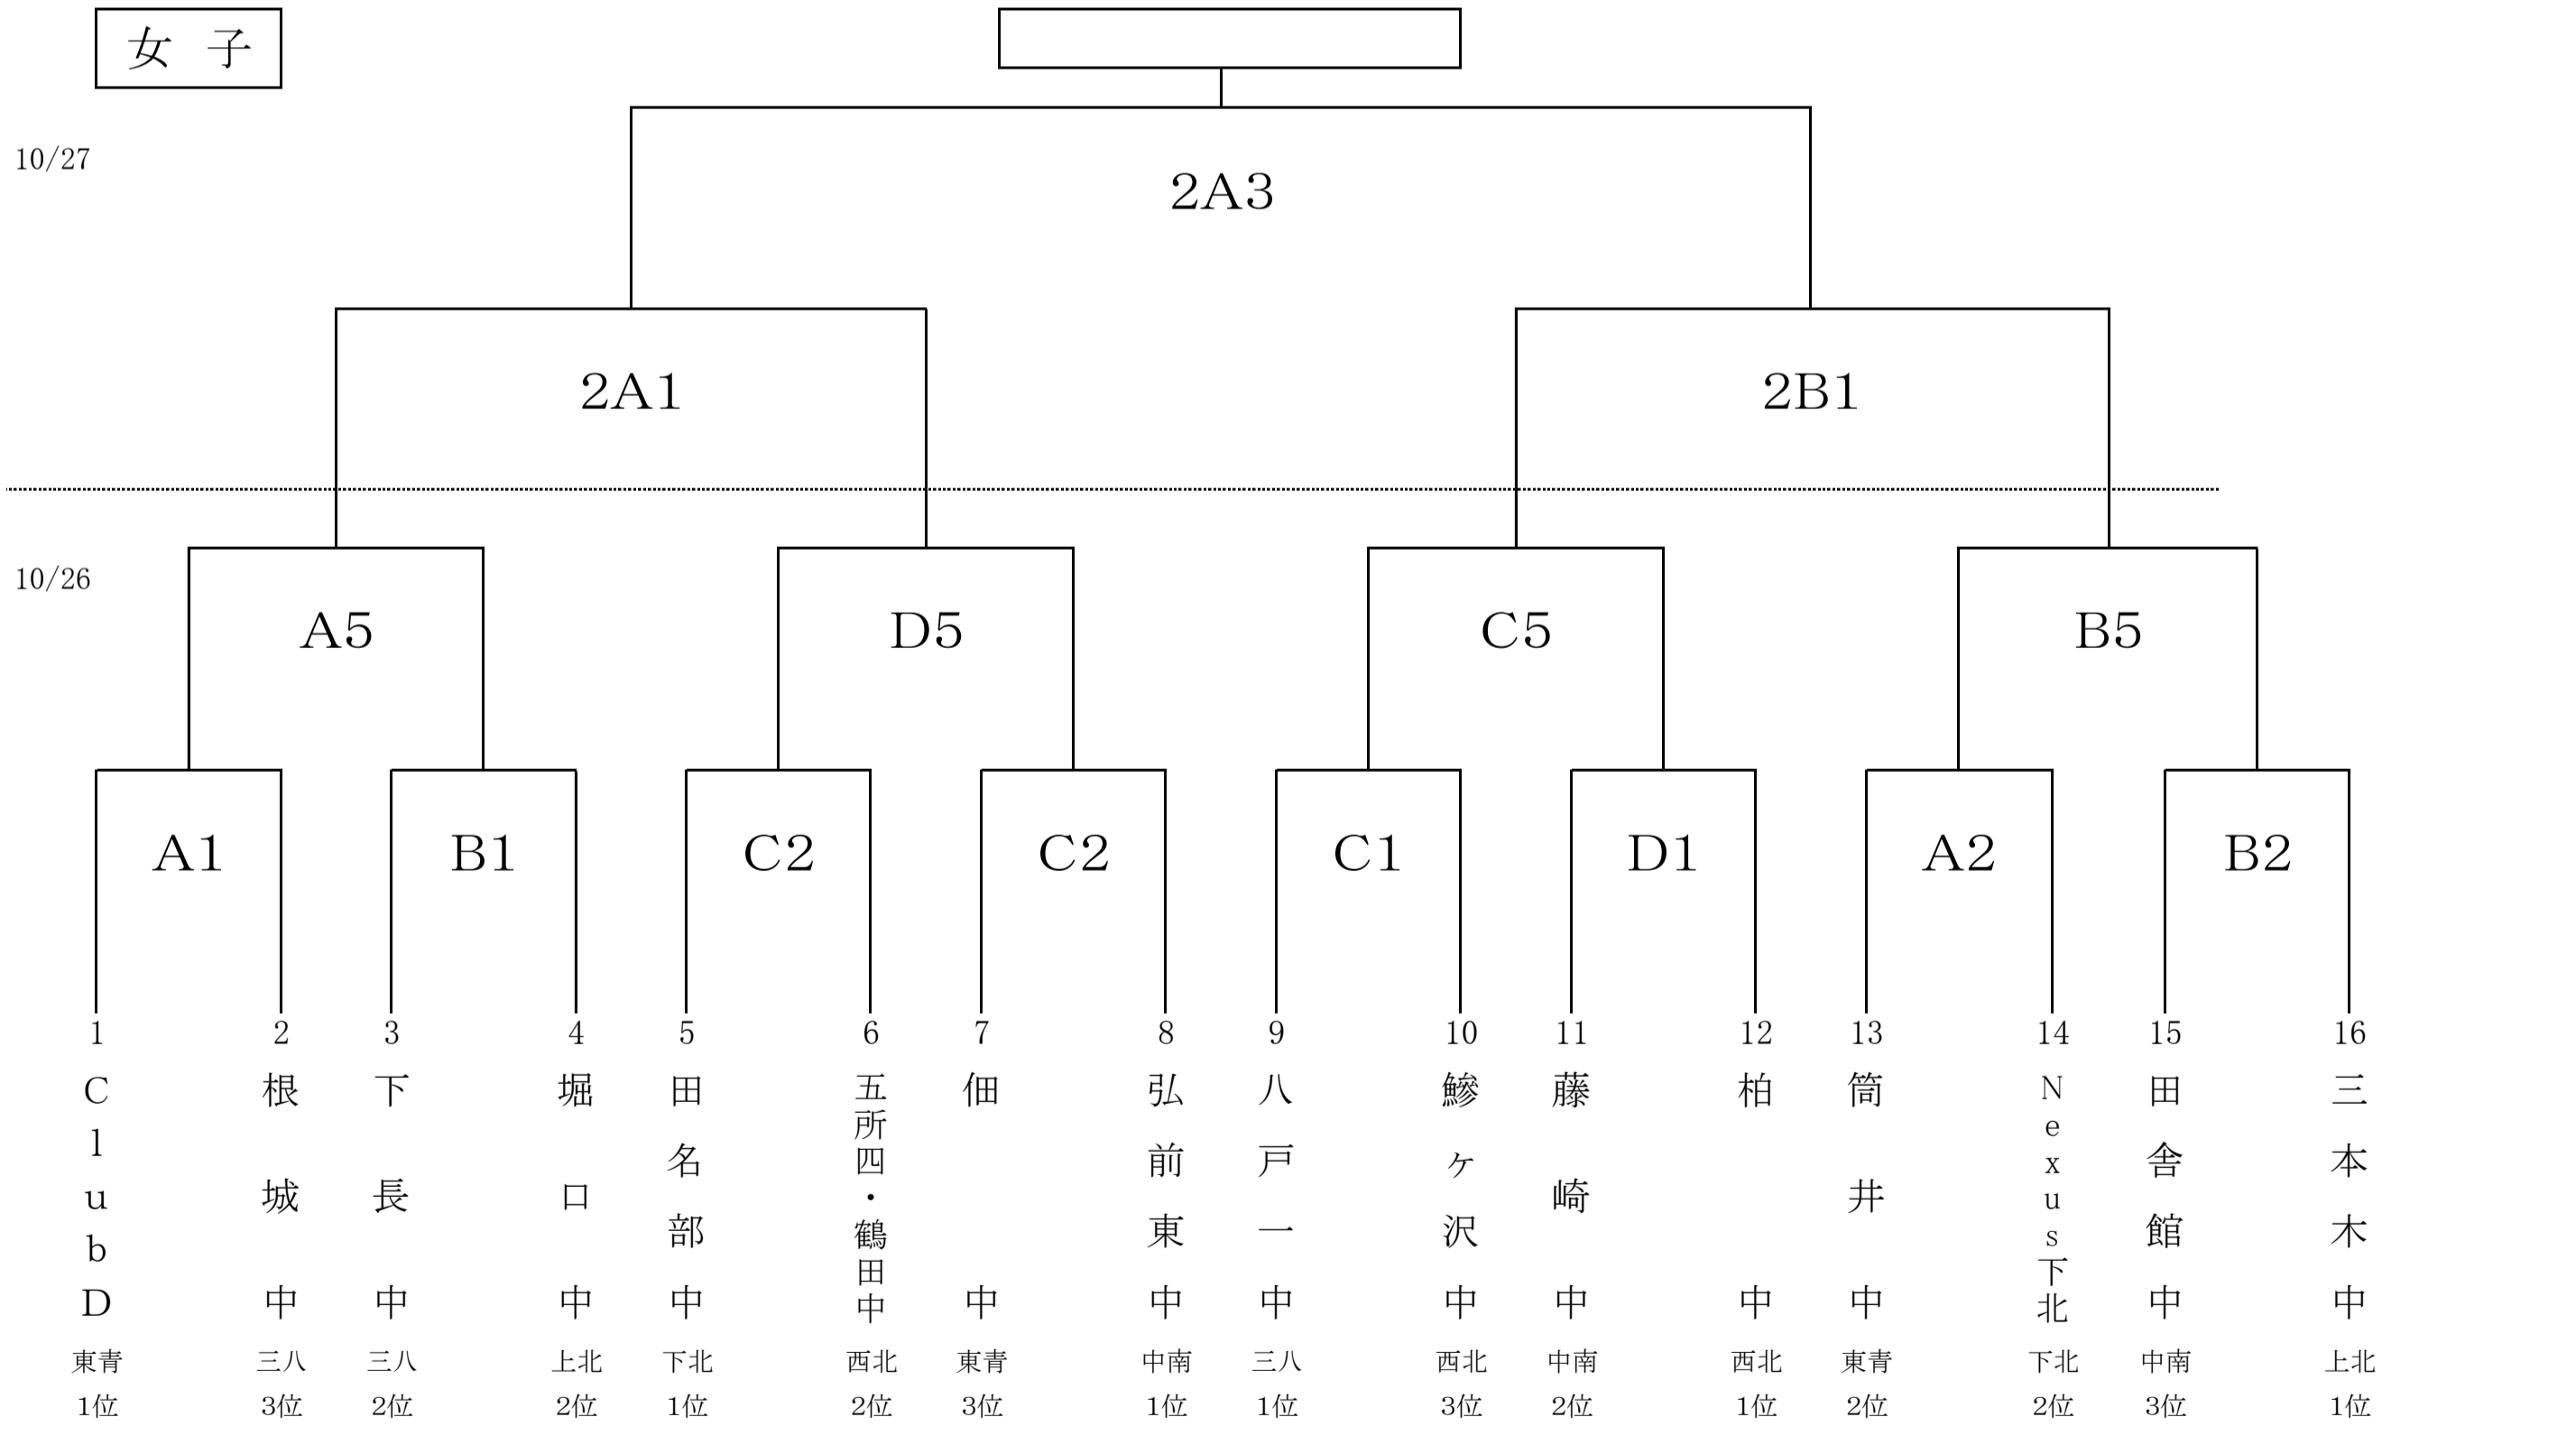 女 子
10/27
2A3
2A1 2B1
10/26
A5 D5 C5 B5
A1 B1 C2 C2 C1 D1 A2 B2
1 2 3 4 5 6 7 8 9 10 11 12 13 14 15 16
ClubD
根城中
下長中
堀口中
田名部中
五所四・鶴田中
佃中
弘前東中
八戸一中
鰺ヶ沢中
藤崎中
柏中
筒井中
Nexus下北
田舎館中
三本木中
東青 三八 三八 上北 下北 西北 東青 中南 三八 西北 中南 西北 東青 下北 中南 上北
1位 3位 2位 2位 1位 2位 3位 1位 1位 3位 2位 1位 2位 2位 3位 1位